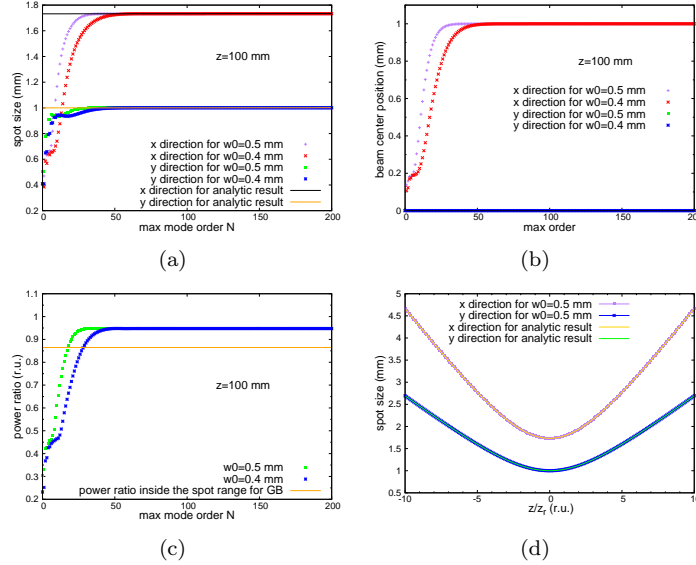 1.8
1.6
1.4
1.2
1
0.8
0.6
0.4
0.2
0
50
100
150
200
spot size (mm)
max mode order N
z=100 mm
x direction for w0=0.5 mm
x direction for w0=0.4 mm
y direction for w0=0.5 mm
y direction for w0=0.4 mm
x direction for analytic result
y direction for analytic result
(a)
1
0.8
0.6
0.4
0.2
0
0
50
100
150
200
beam center position (mm)
max order
z=100 mm
x direction for w0=0.5 mm
x direction for w0=0.4 mm
y direction for w0=0.5 mm
y direction for w0=0.4 mm
(b)
1.1
1
0.9
0.8
0.7
0.6
0.5
0.4
0.3
0.2
0
50
100
150
200
power ratio (r.u.)
max mode order N
z=100 mm
w0=0.5 mm
w0=0.4 mm
power ratio inside the spot range for GB
(c)
5
4.5
4
3.5
3
2.5
2
1.5
1
0.5
-10
-5
0
5
10
spot size (mm)
z/zr (r.u.)
x direction for w0=0.5 mm
y direction for w0=0.5 mm
x direction for analytic result
y direction for analytic result
(d)